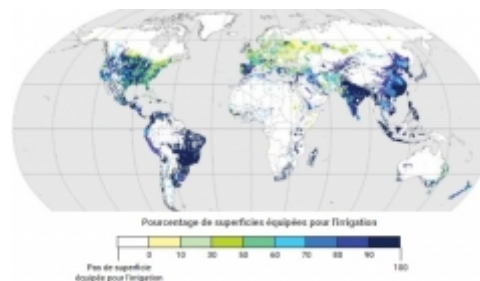 Pourcentage de superficies équipées pour l'irrigation
0 10 30 50 60 70 80 90 100
Pas de superficie
équipée pour l'irrigation